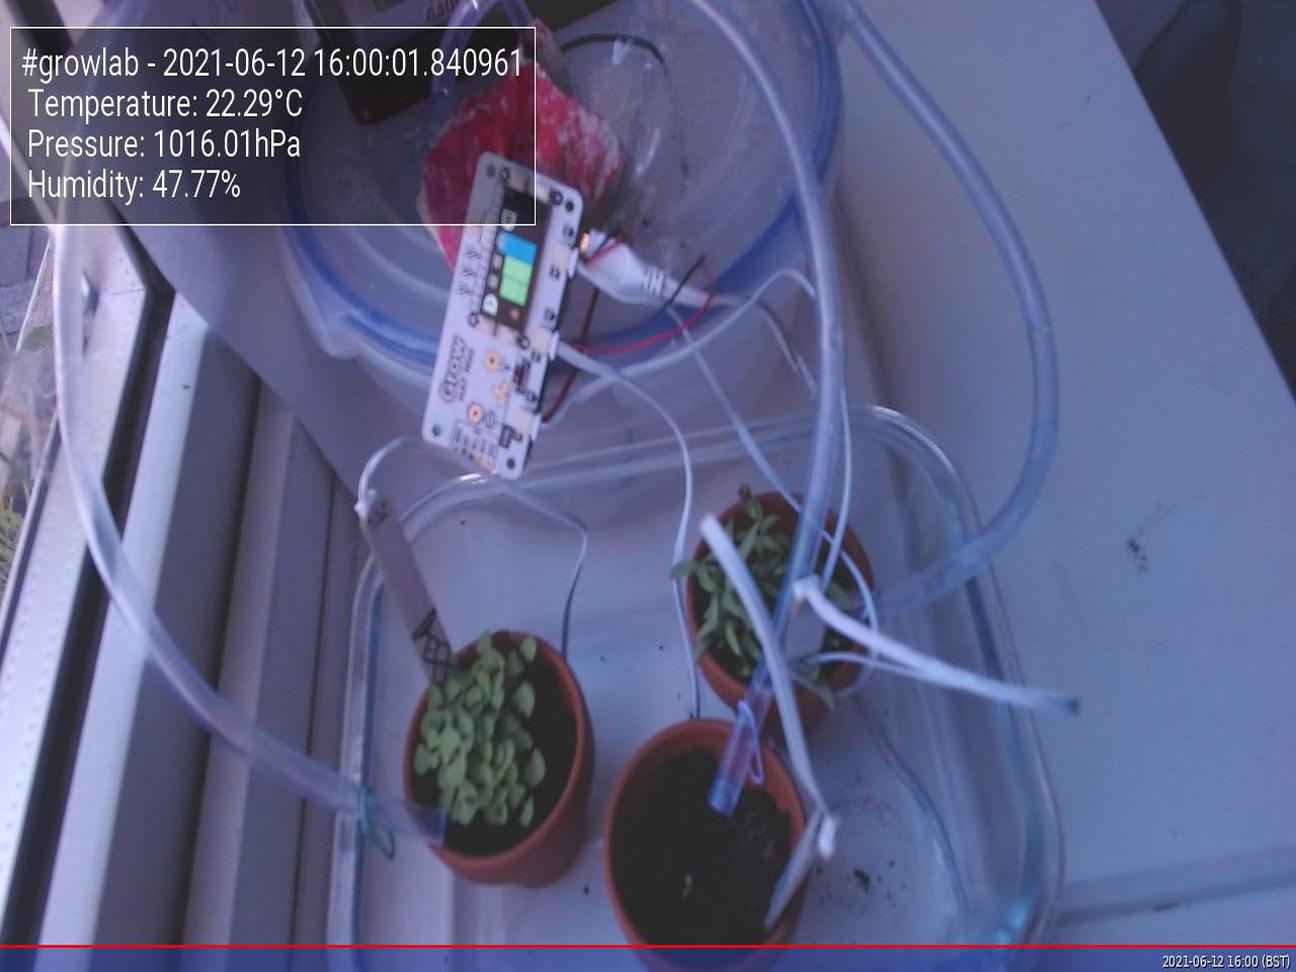 #growlab - 2021-06-12 16:00:01.840961
Temperature: 22.29°C
Pressure: 1016.01hPa
Humidity: 47.77%
GROW
2021-06-12 16:00 (BST)